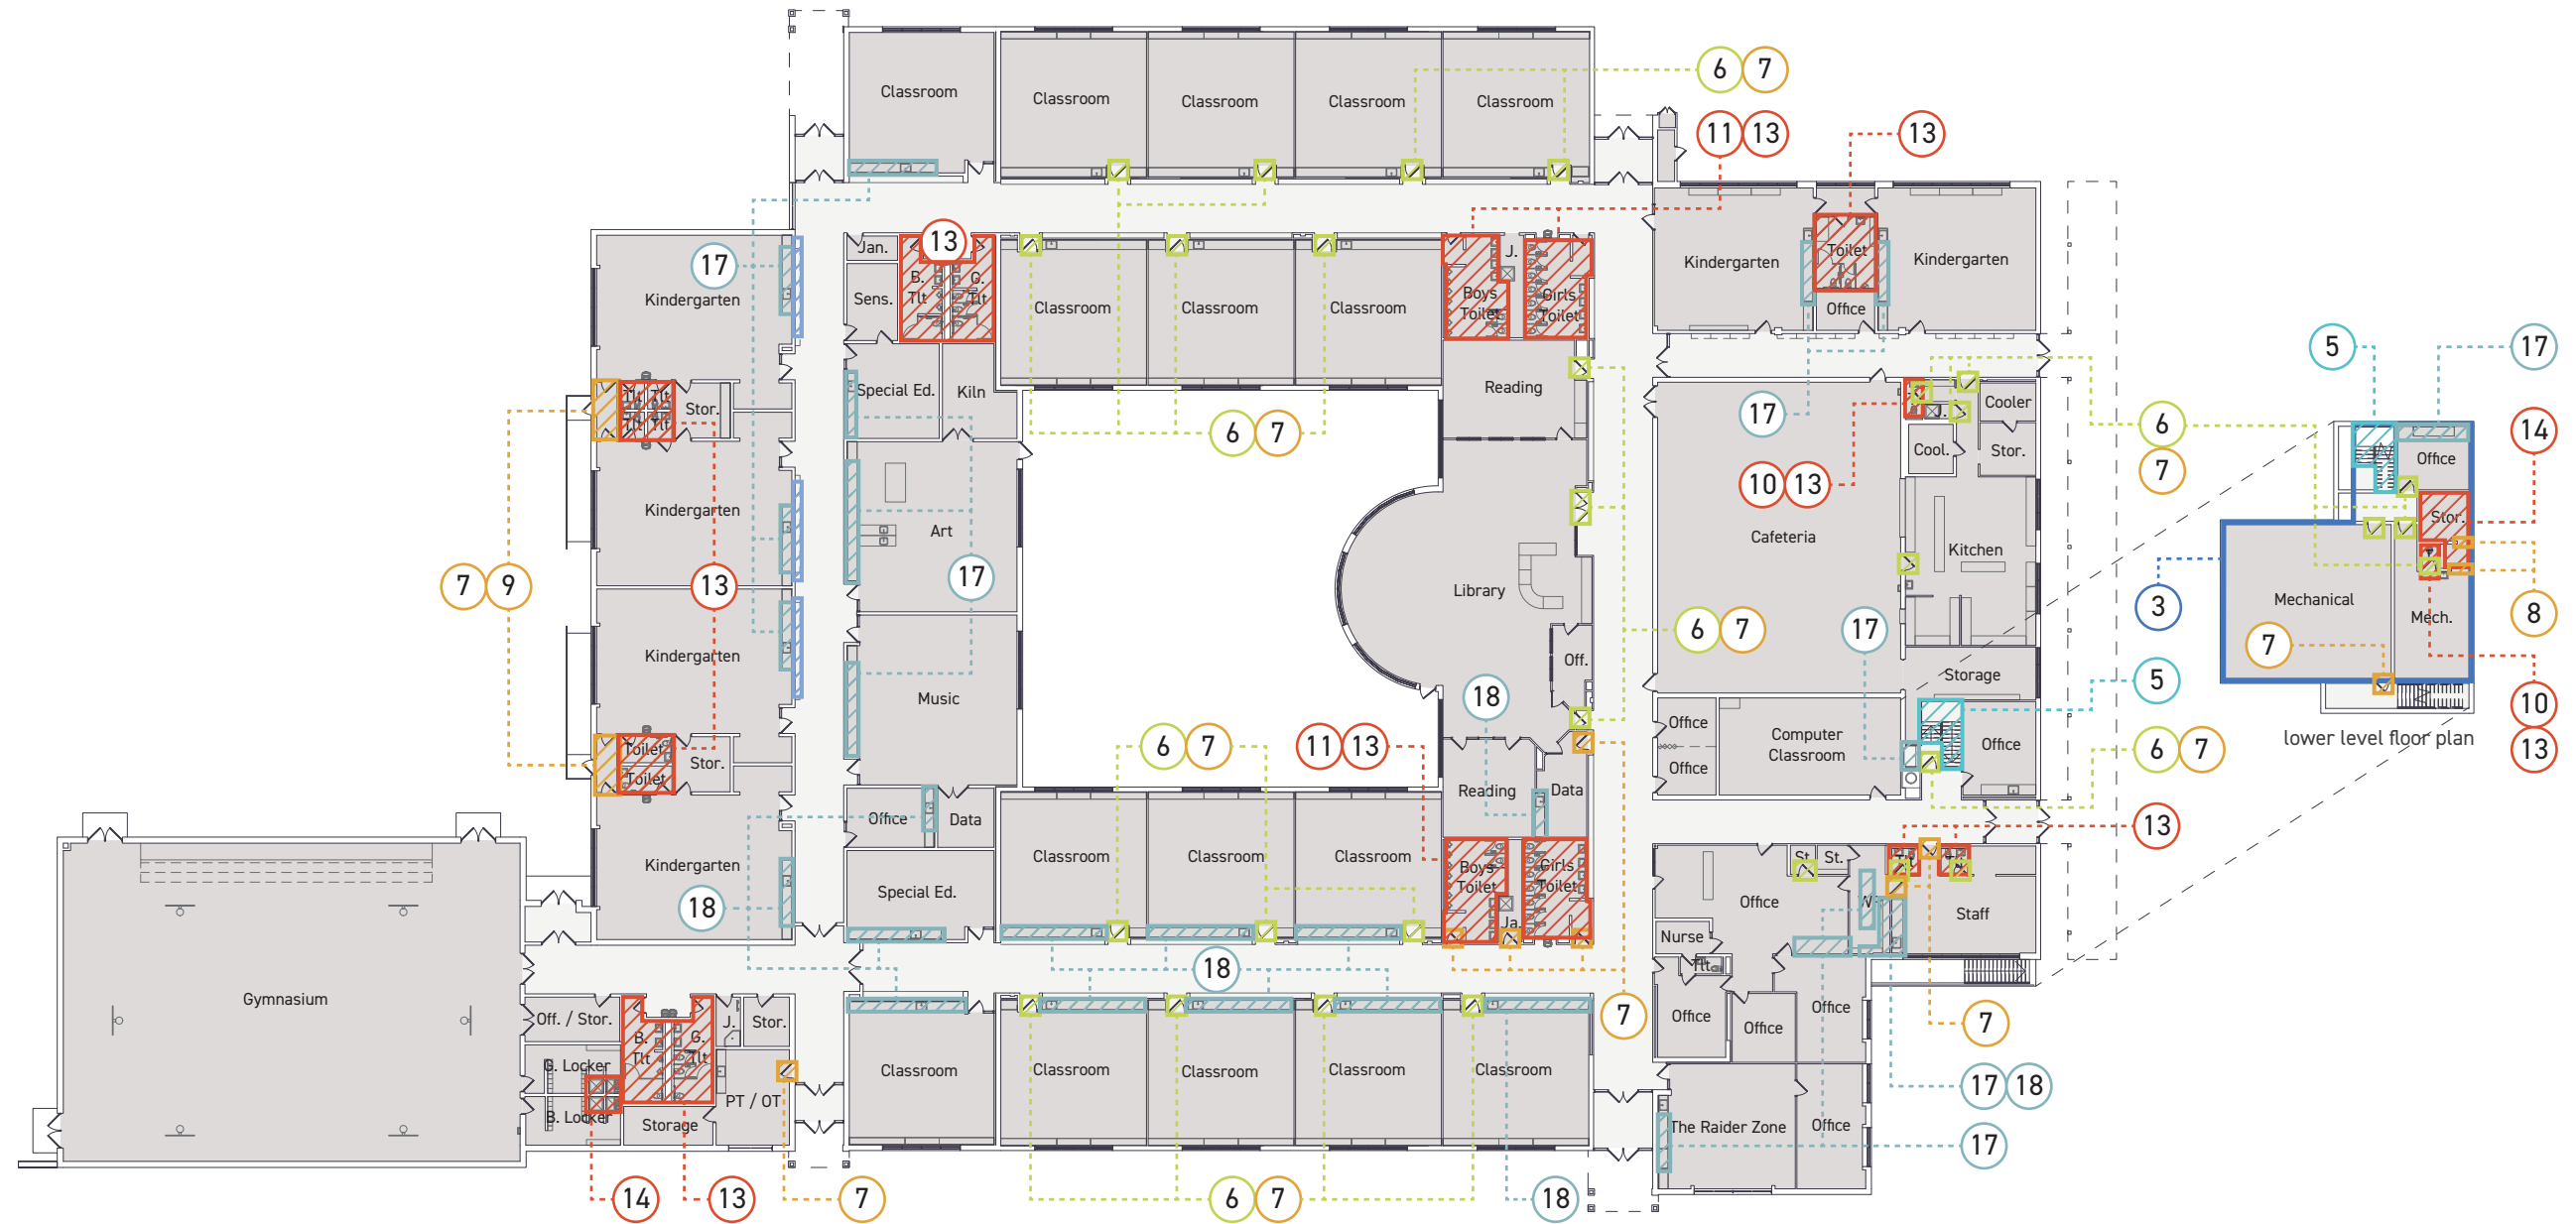 Classroom
Classroom
Classroom
Classroom
Classroom
6 7
11 13
13
Jan.
13
B.
Tlt
G.
Tlt
Sens.
17
Kindergarten
Classroom
Classroom
Classroom
J.
Boys
Toilet
Girls
Toilet
Kindergarten
Toilet
Kindergarten
Office
5
17
Special Ed.
Kiln
Reading
Tlt Tlt
Tlt Tlt
Stor.
17
J.
Cooler
6
7
14
6 7
Cool.
Stor.
Office
10 13
Kindergarten
Art
Cafeteria
Kitchen
Stor.
17
7 9
13
Library
Mechanical
3
8
Mech.
6 7
17
7
Kindergarten
Off.
Storage
5
Music
18
10
Office
Toilet
Toilet
Stor.
6 7
11 13
Computer
Classroom
Office
6 7
lower level floor plan
13
Office
Reading
Data
Office
Data
13
Kindergarten
Classroom
Classroom
Classroom
Boys
Toilet
Girls
Toilet
St.
St.
Special Ed.
18
Office
W
Staff
Ja.
Nurse
Tlt
18
Gymnasium
Off. / Stor.
B.
Tlt
G.
Tlt
J.
Stor.
7
Office
Office
Office
7
G. Locker
Classroom
Classroom
Classroom
Classroom
Classroom
17 18
B. Locker
PT / OT
Storage
The Raider Zone
Office
17
14
13
7
6 7
18